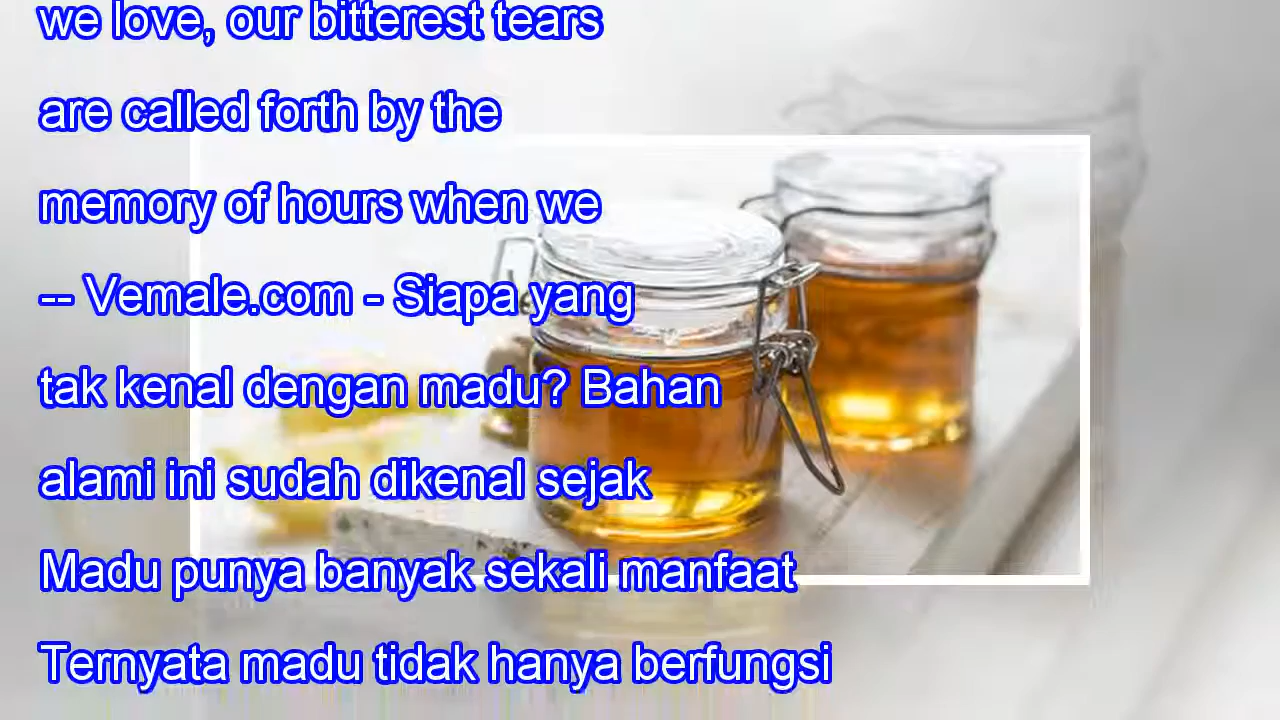 we love, our bitterest tears
are called forth by the
memory of hours when we
-- Vemale.com - Siapa yang
tak kenal dengan madu? Bahan
alami ini sudah dikenal sejak
Madu punya banyak sekali manfaat
Ternyata madu tidak hanya berfungsi